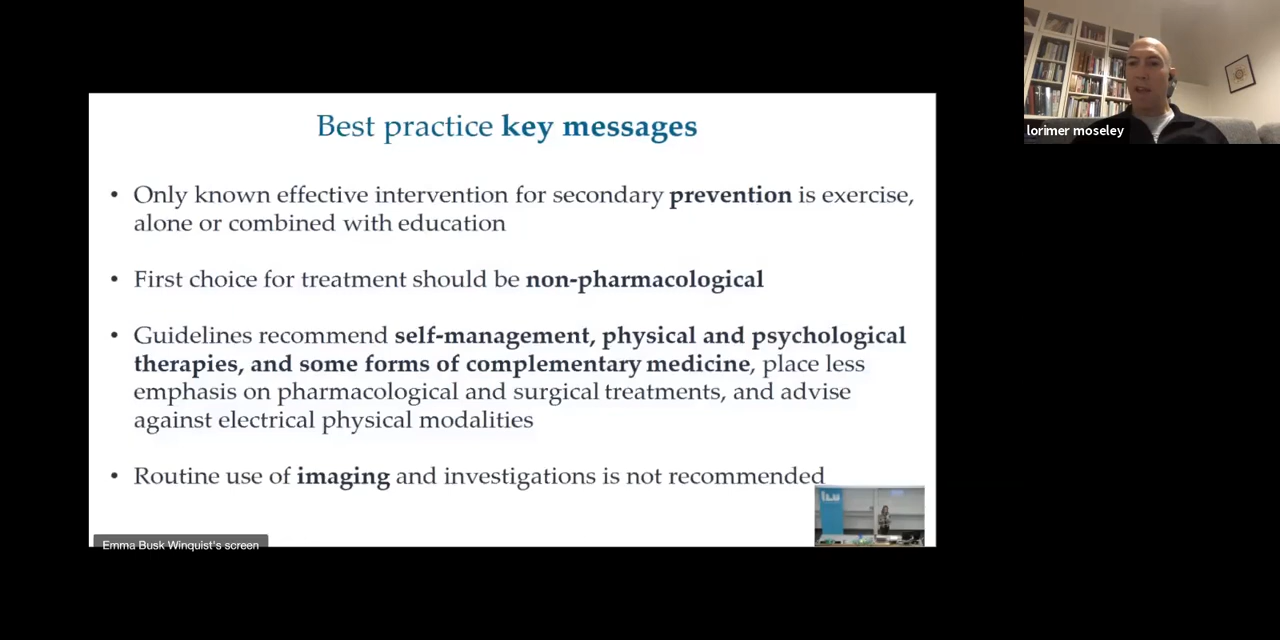 Best practice key messages
• Only known effective intervention for secondary prevention is exercise,
alone or combined with education
• First choice for treatment should be non-pharmacological
• Guidelines recommend self-management, physical and psychological
therapies, and some forms of complementary medicine, place less
emphasis on pharmacological and surgical treatments, and advise
against electrical physical modalities
• Routine use of imaging and investigations is not recommended
Emma Busk Winquist's screen
lorimer moseley